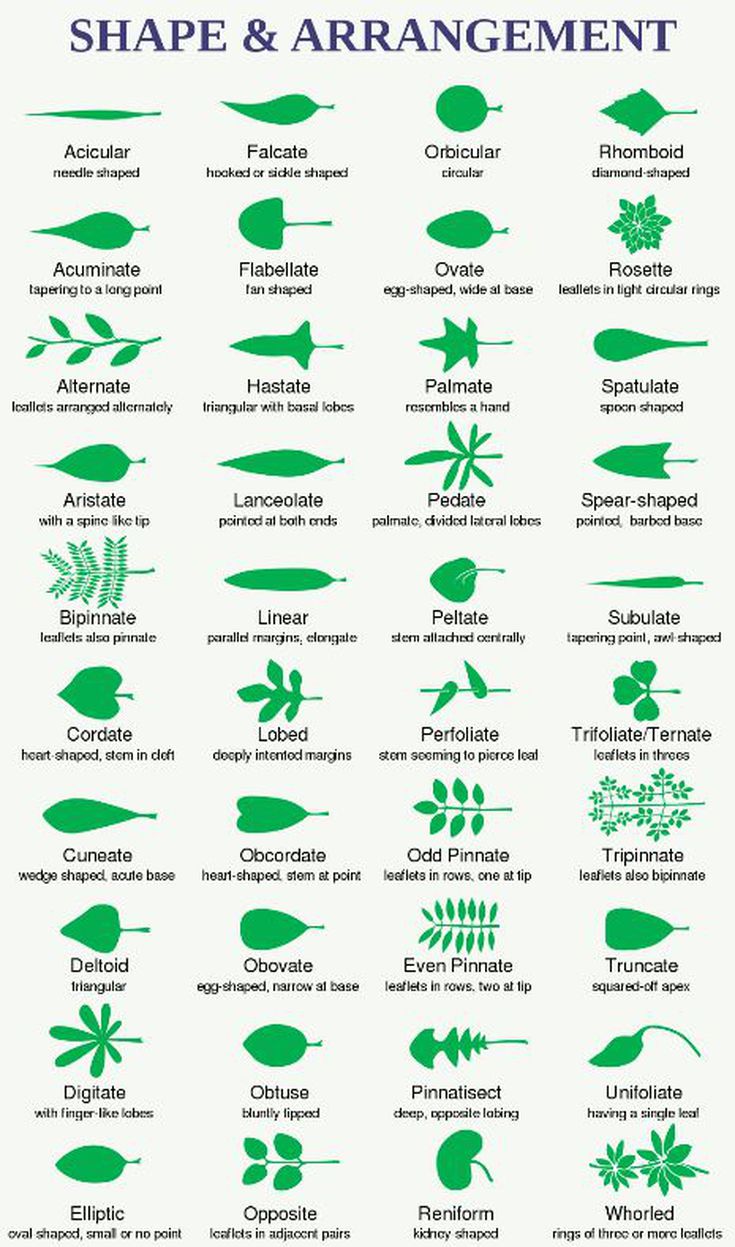 SHAPE & ARRANGEMENT
Acicular
needle shaped
Falcate
hooked or sickle shaped
Orbicular
circular
Rhomboid
diamond-shaped
Acuminate
tapering to a long point
Flabellate
fan shaped
Ovate
egg-shaped, wide at base
Rosette
leaflets in tight circular rings
Alternate
leaflets arranged alternately
Hastate
triangular with basal lobes
Palmate
resembles a hand
Spatulate
spoon shaped
Aristate
with a spine like tip
Lanceolate
pointed at both ends
Pedate
palmate, divided lateral lobes
Spear-shaped
pointed, barbed base
Bipinnate
leaflets also pinnate
Linear
parallel margins, elongate
Peltate
stem attached centrally
Subulate
tapering point, awl-shaped
Cordate
heart-shaped, stem in cleft
Lobed
deeply intented margins
Perfoliate
stem seeming to pierce leaf
Trifoliate/Ternate
leaflets in threes
Cuneate
wedge shaped, acute base
Obcordate
heart-shaped, stem at point
Odd Pinnate
leaflets in rows, one at tip
Tripinnate
leaflets also bipinnate
Deltoid
triangular
Obovate
egg-shaped, narrow at base
Even Pinnate
leaflets in rows, two at tip
Truncate
squared-off apex
Digitate
with finger-like lobes
Obtuse
bluntly tipped
Pinnatisect
deep, opposite lobing
Unifoliate
having a single leaf
Elliptic
oval shaped, small or no point
Opposite
leaflets in adjacent pairs
Reniform
kidney shaped
Whorled
rings of three or more leaflets